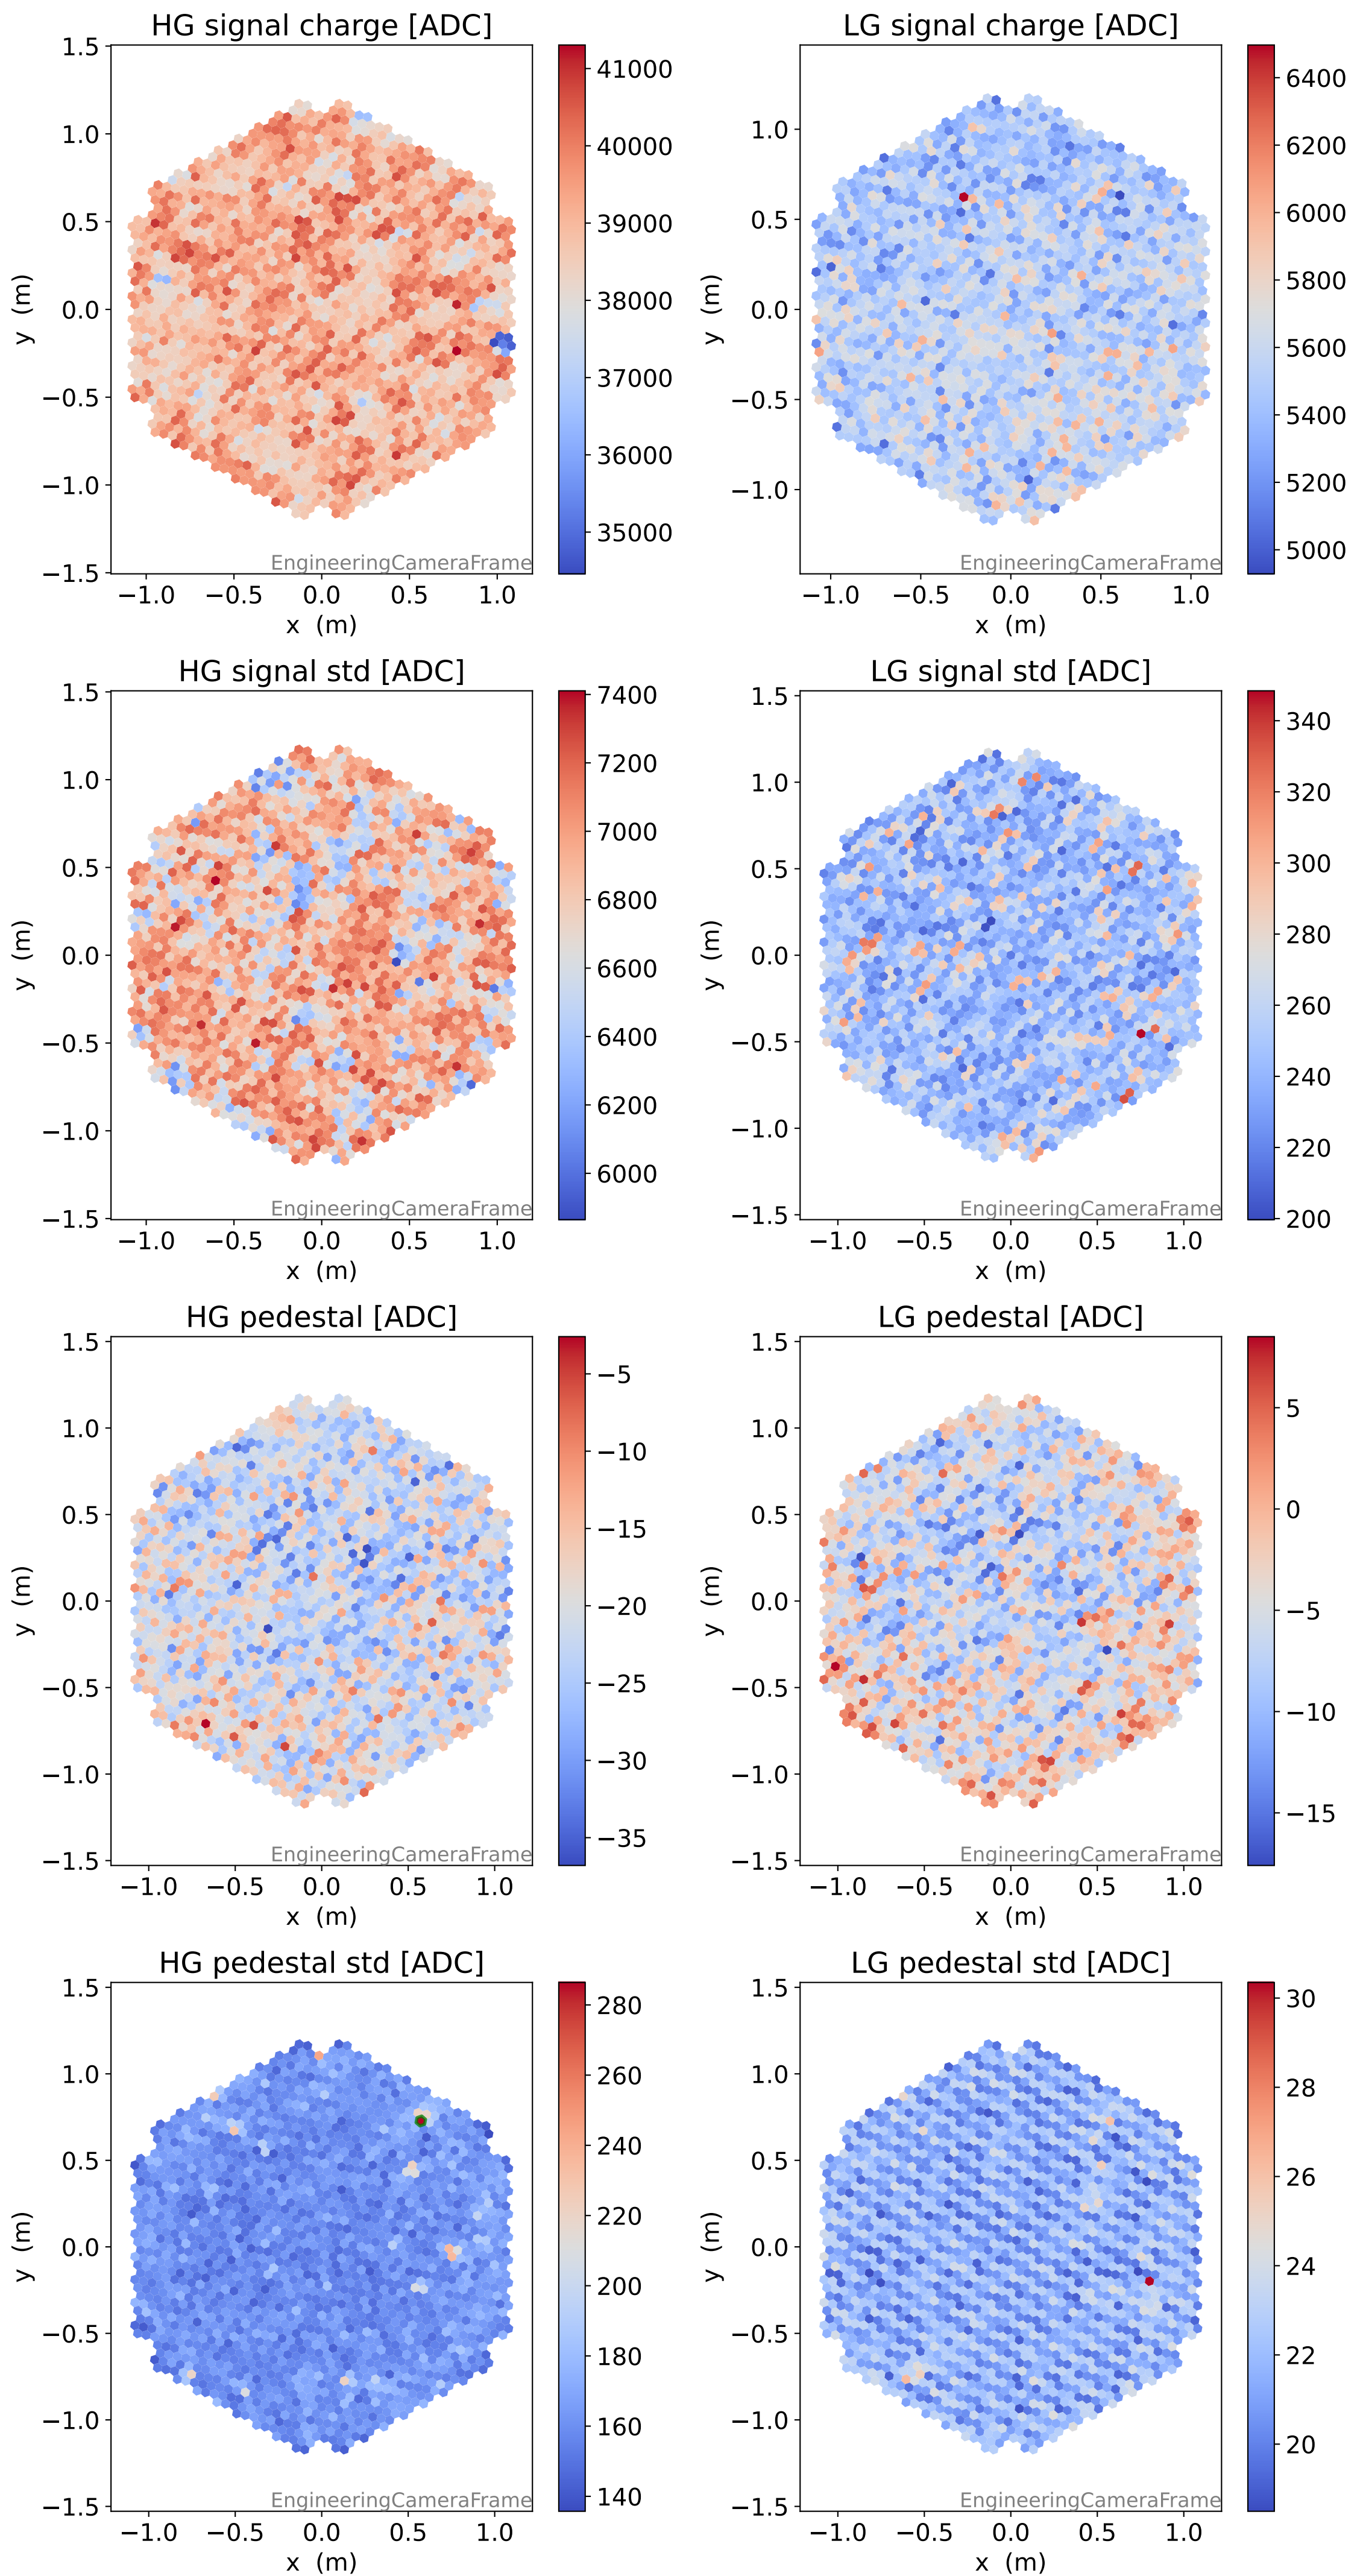 HG signal charge [ADC]
1.5
1.0
0.5
0.0
−0.5
−1.0
−1.5
y (m)
−1.0 −0.5 0.0 0.5 1.0
x (m)
EngineeringCameraFrame
41000
40000
39000
38000
37000
36000
35000
LG signal charge [ADC]
1.0
0.5
0.0
−0.5
−1.0
y (m)
−1.0 −0.5 0.0 0.5 1.0
x (m)
EngineeringCameraFrame
6400
6200
6000
5800
5600
5400
5200
5000
HG signal std [ADC]
1.5
1.0
0.5
0.0
−0.5
−1.0
−1.5
y (m)
−1.0 −0.5 0.0 0.5 1.0
x (m)
EngineeringCameraFrame
7400
7200
7000
6800
6600
6400
6200
6000
LG signal std [ADC]
1.5
1.0
0.5
0.0
−0.5
−1.0
−1.5
y (m)
−1.0 −0.5 0.0 0.5 1.0
x (m)
EngineeringCameraFrame
340
320
300
280
260
240
220
200
HG pedestal [ADC]
1.5
1.0
0.5
0.0
−0.5
−1.0
−1.5
y (m)
−1.0 −0.5 0.0 0.5 1.0
x (m)
EngineeringCameraFrame
−5
−10
−15
−20
−25
−30
−35
LG pedestal [ADC]
1.5
1.0
0.5
0.0
−0.5
−1.0
−1.5
y (m)
−1.0 −0.5 0.0 0.5 1.0
x (m)
EngineeringCameraFrame
5
0
−5
−10
−15
HG pedestal std [ADC]
1.5
1.0
0.5
0.0
−0.5
−1.0
−1.5
y (m)
−1.0 −0.5 0.0 0.5 1.0
x (m)
EngineeringCameraFrame
280
260
240
220
200
180
160
140
LG pedestal std [ADC]
1.5
1.0
0.5
0.0
−0.5
−1.0
−1.5
y (m)
−1.0 −0.5 0.0 0.5 1.0
x (m)
EngineeringCameraFrame
30
28
26
24
22
20